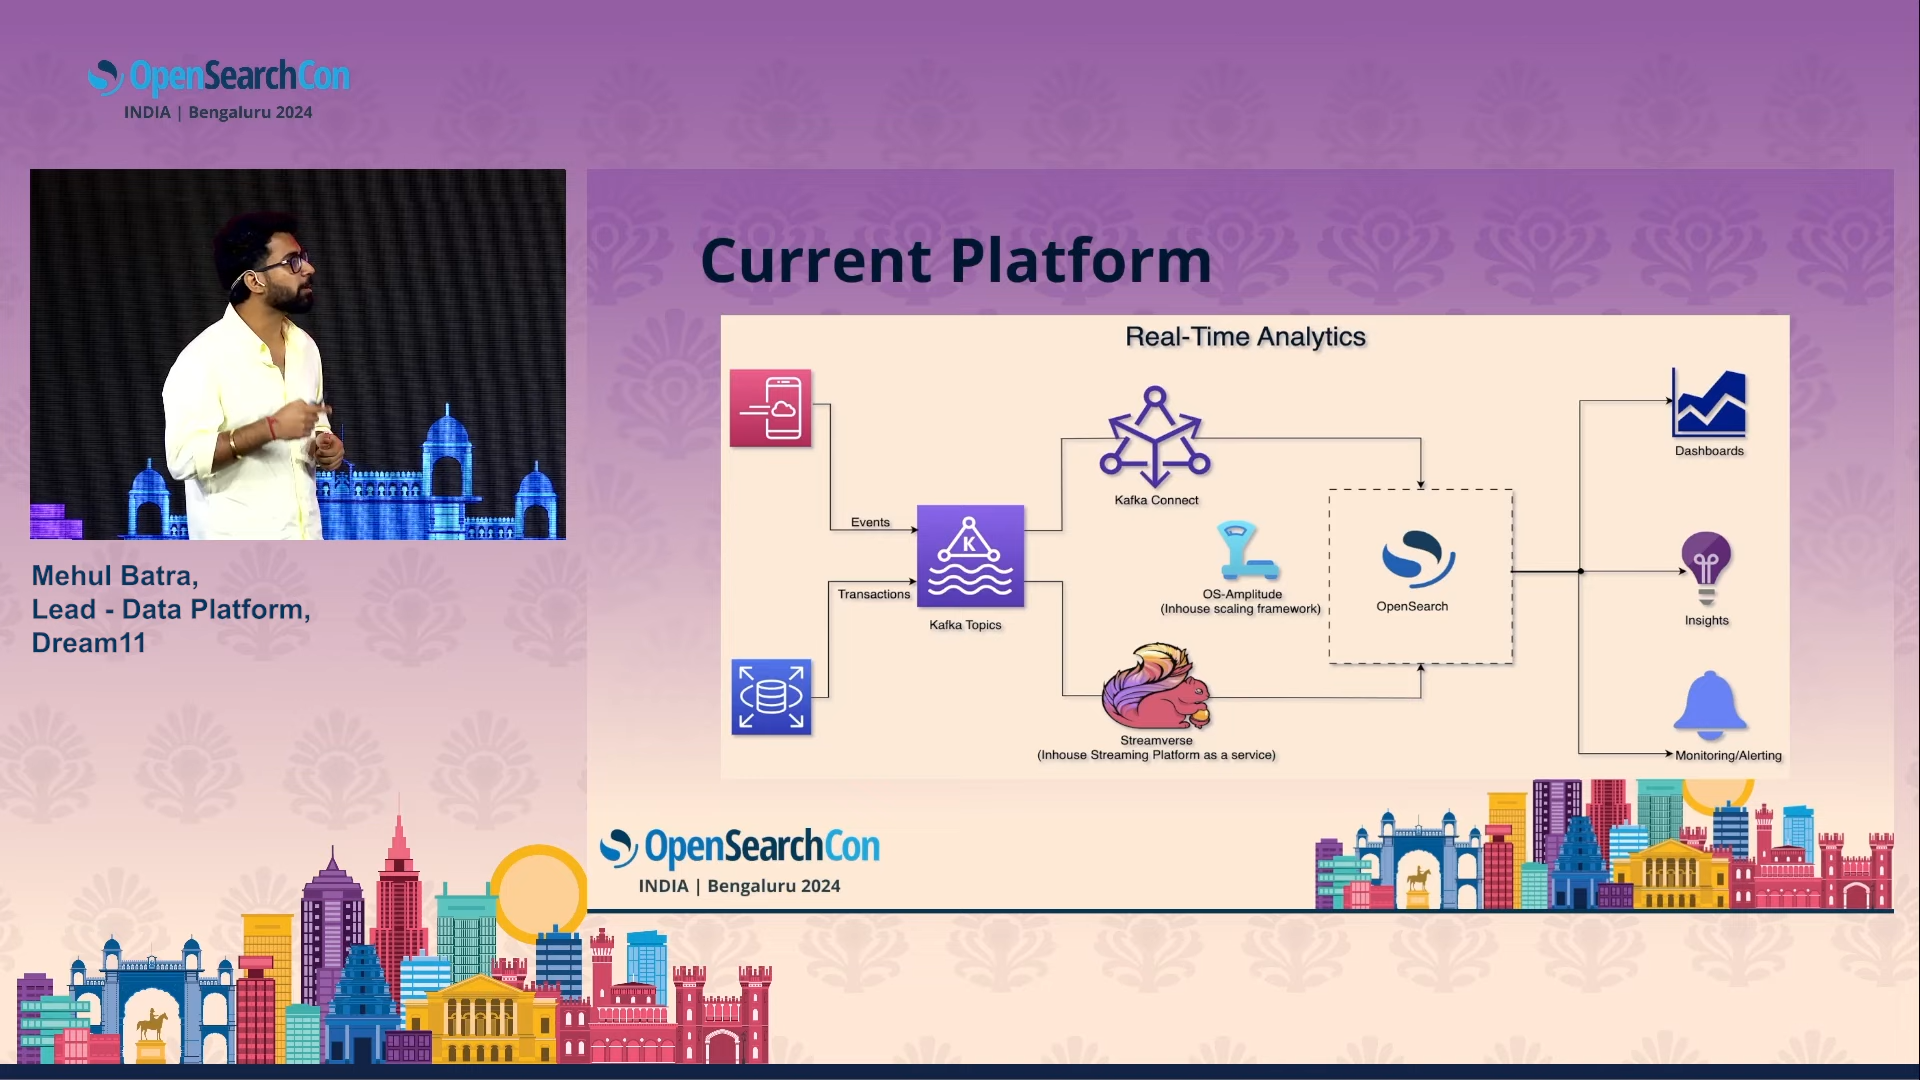 OpenSearchCon
INDIA | Bengaluru 2024
Mehul Batra,
Lead - Data Platform,
Dream11
Current Platform
Real-Time Analytics
Events
Transactions
K
Kafka Topics
Kafka Connect
OS-Amplitude
(Inhouse scaling framework)
Streamverse
(Inhouse Streaming Platform as a service)
OpenSearch
Dashboards
Insights
Monitoring/Alerting
OpenSearchCon
INDIA | Bengaluru 2024